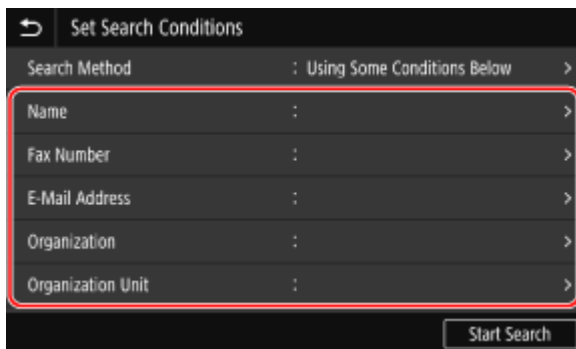 Set Search Conditions
Search Method : Using Some Conditions Below >
Name : >
Fax Number : >
E-Mail Address : >
Organization : >
Organization Unit : >
Start Search